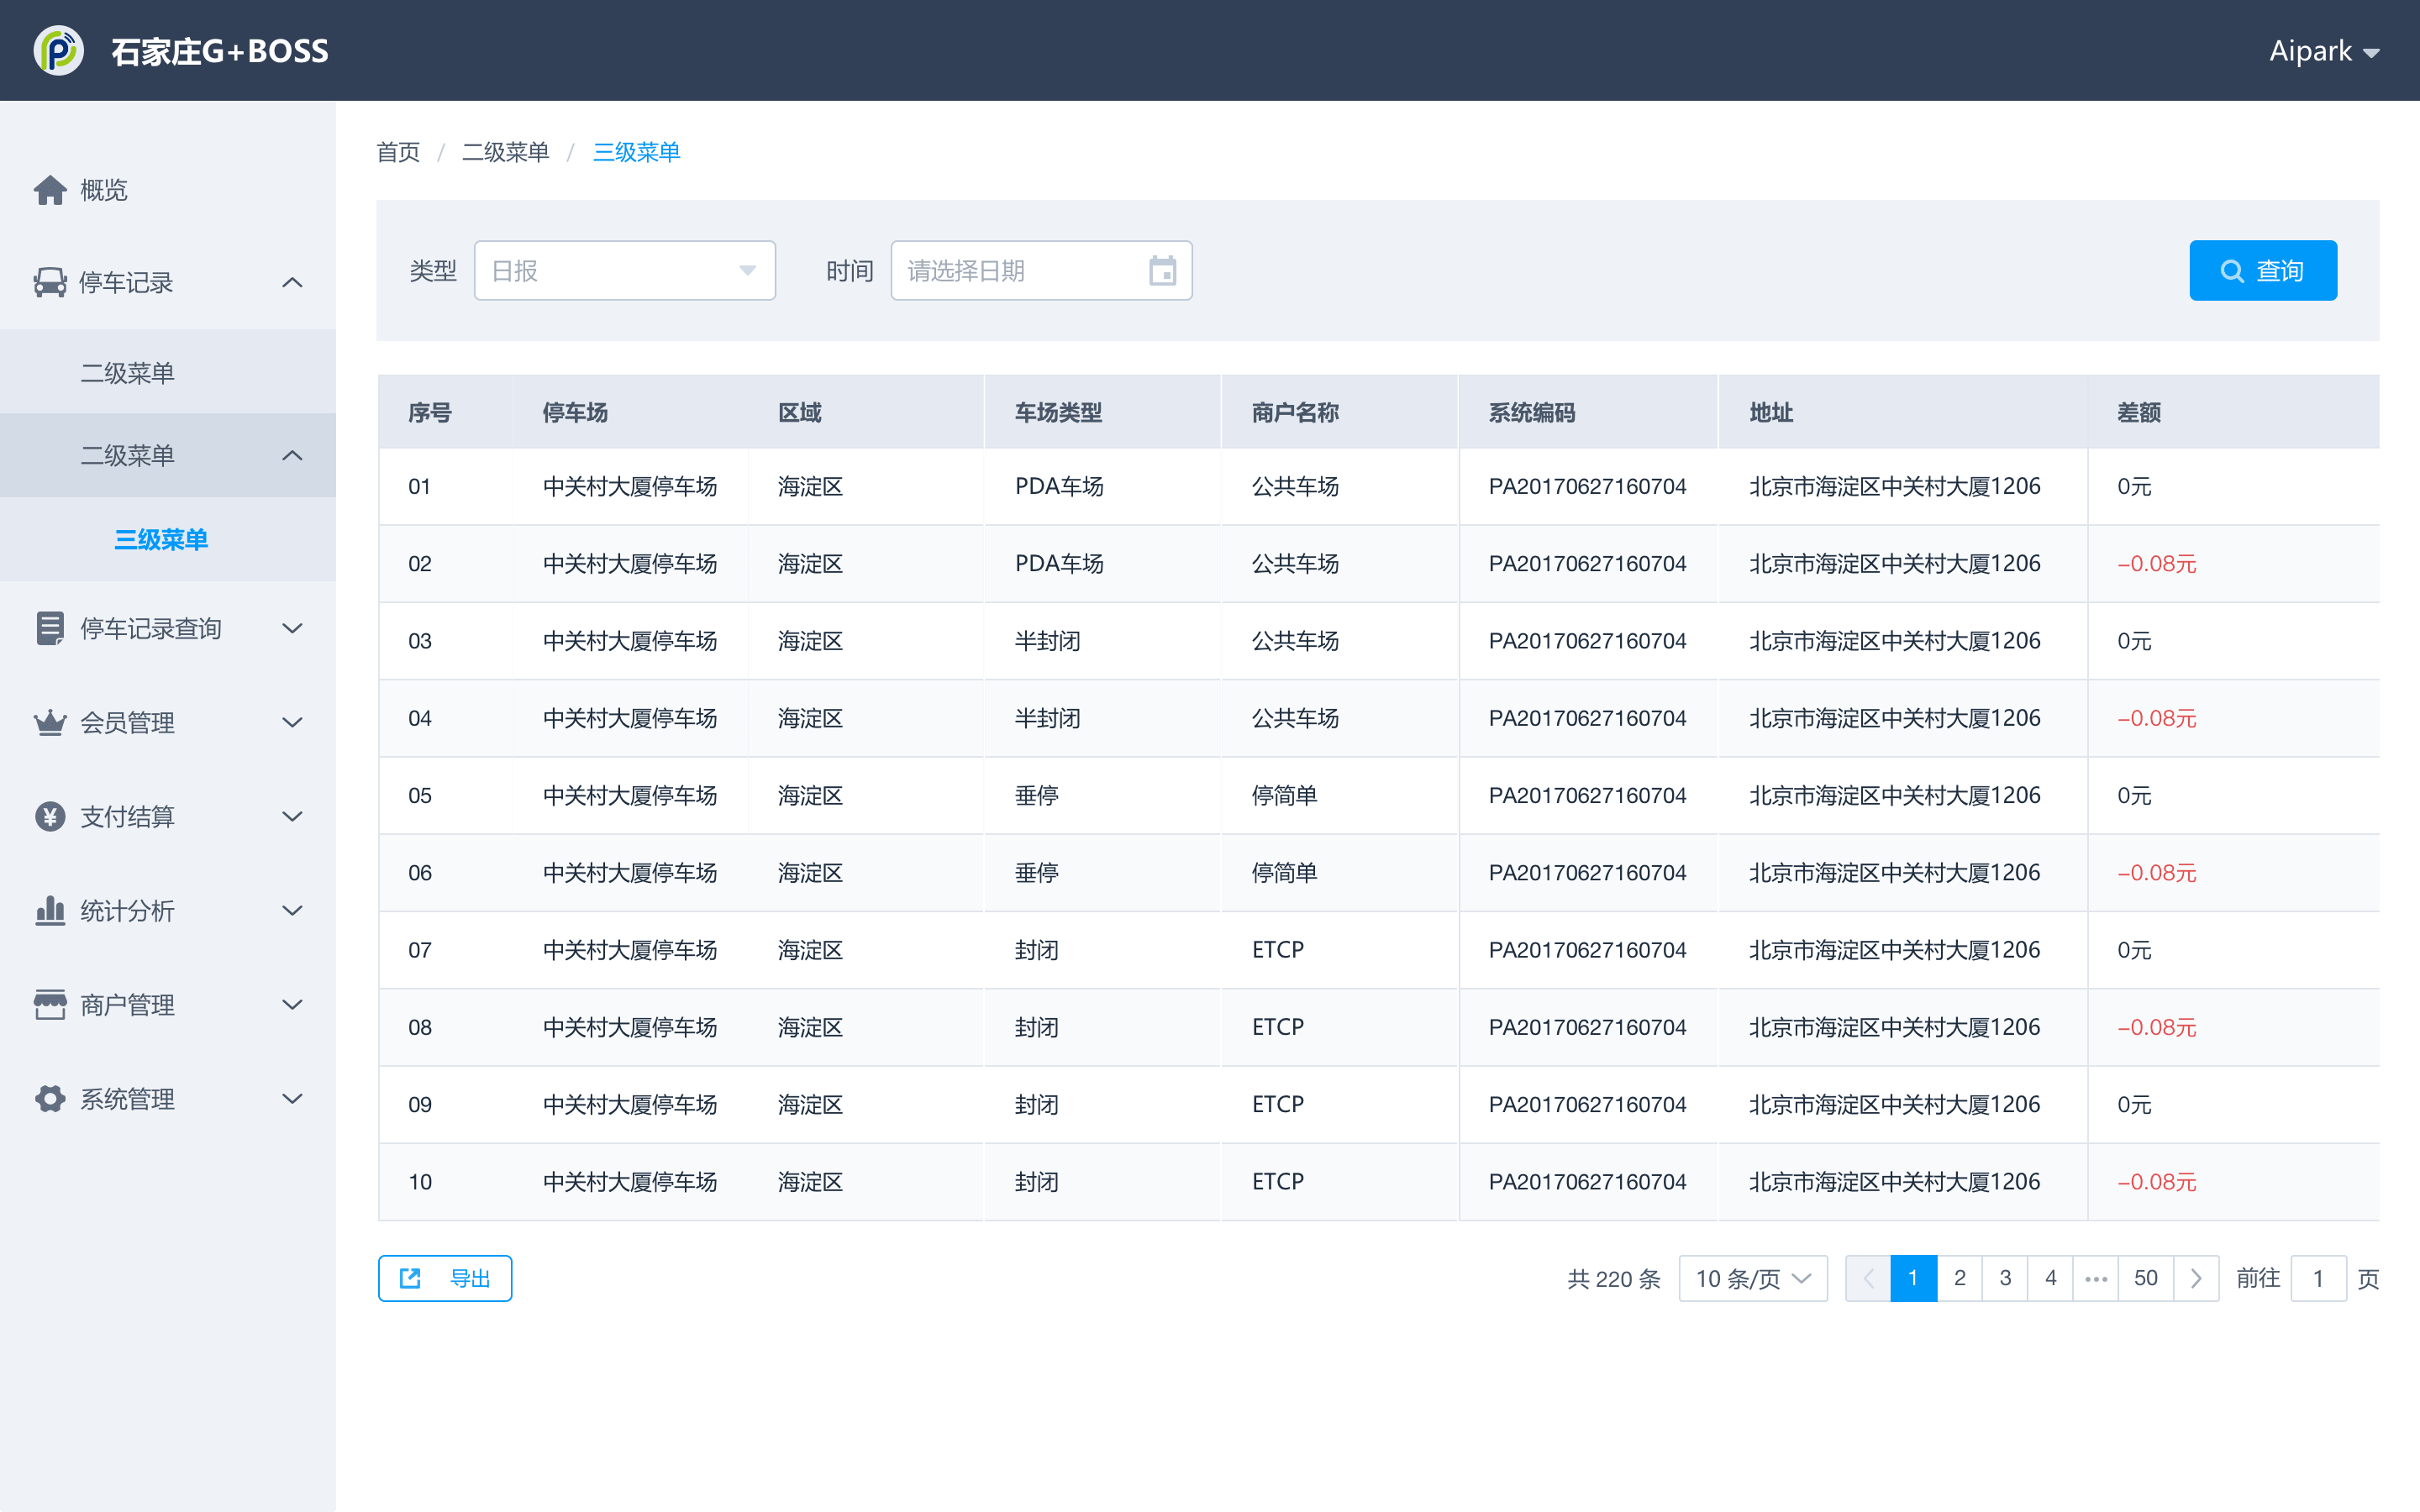 石家庄G+BOSS
Aipark
概览
停车记录
二级菜单
二级菜单
三级菜单
停车记录查询
会员管理
支付结算
统计分析
商户管理
系统管理
首页 / 二级菜单 / 三级菜单
类型 日报 时间 请选择日期 查询
序号 停车场 区域 车场类型 商户名称 系统编码 地址 差额
01 中关村大厦停车场 海淀区 PDA车场 公共车场 PA20170627160704 北京市海淀区中关村大厦1206 0元
02 中关村大厦停车场 海淀区 PDA车场 公共车场 PA20170627160704 北京市海淀区中关村大厦1206 -0.08元
03 中关村大厦停车场 海淀区 半封闭 公共车场 PA20170627160704 北京市海淀区中关村大厦1206 0元
04 中关村大厦停车场 海淀区 半封闭 公共车场 PA20170627160704 北京市海淀区中关村大厦1206 -0.08元
05 中关村大厦停车场 海淀区 垂停 停简单 PA20170627160704 北京市海淀区中关村大厦1206 0元
06 中关村大厦停车场 海淀区 垂停 停简单 PA20170627160704 北京市海淀区中关村大厦1206 -0.08元
07 中关村大厦停车场 海淀区 封闭 ETCP PA20170627160704 北京市海淀区中关村大厦1206 0元
08 中关村大厦停车场 海淀区 封闭 ETCP PA20170627160704 北京市海淀区中关村大厦1206 -0.08元
09 中关村大厦停车场 海淀区 封闭 ETCP PA20170627160704 北京市海淀区中关村大厦1206 0元
10 中关村大厦停车场 海淀区 封闭 ETCP PA20170627160704 北京市海淀区中关村大厦1206 -0.08元
导出 共 220 条 10 条/页 1 2 3 4 ••• 50 前往 1 页